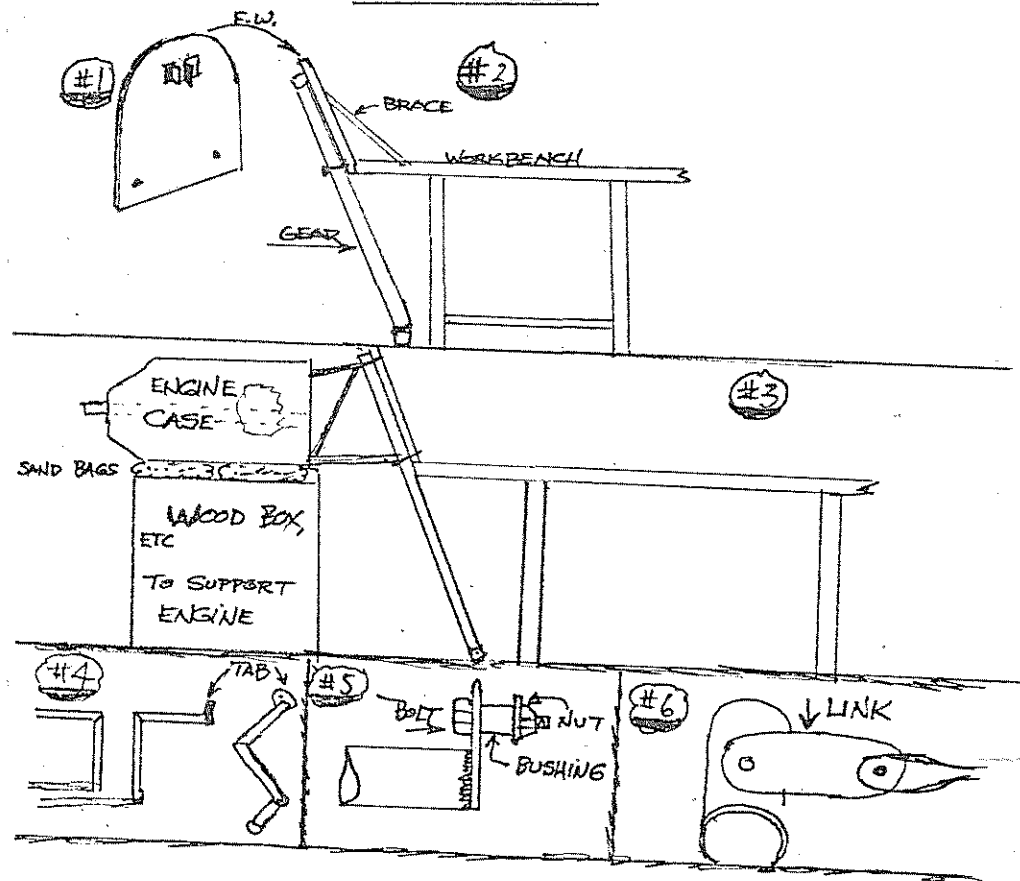 F.W.
#1
#2
BRACE
WORKBENCH
GEAR
ENGINE
CASE
#3
SAND BAGS
WOOD BOX,
ETC
TO SUPPORT
ENGINE
#4
TAB
#5
BOLT
NUT
BUSHING
#6
LINK